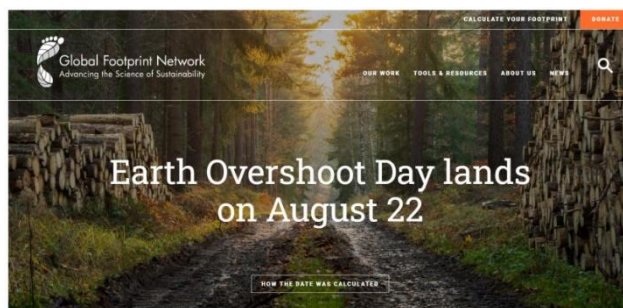 CALCULATE YOUR FOOTPRINT DONATE
Global Footprint Network
Advancing the Science of Sustainability
OUR WORK TOOLS & RESOURCES ABOUT US NEWS
Earth Overshoot Day lands
on August 22
HOW THE DATE WAS CALCULATED